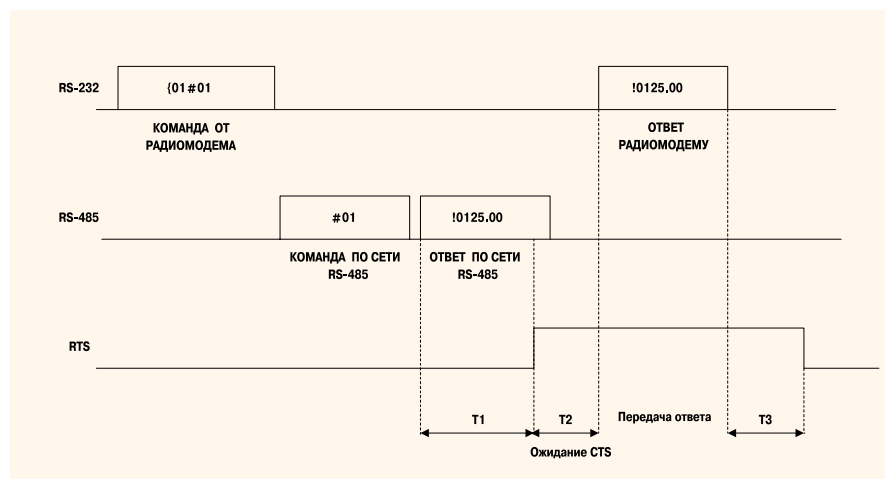 RS-232
{01#01
!0125.00
КОМАНДА ОТ
РАДИОМОДЕМА
ОТВЕТ
РАДИОМОДЕМУ
RS-485
#01
!0125.00
КОМАНДА ПО СЕТИ
RS-485
ОТВЕТ ПО СЕТИ
RS-485
RTS
T1
T2
Передача ответа
T3
Ожидание CTS